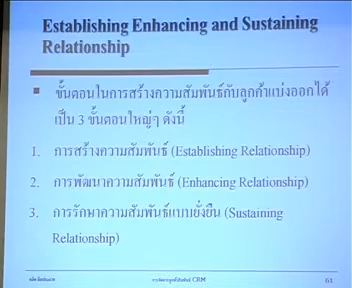 Establishing Enhancing and Sustaining
Relationship
ขั้นตอนในการสร้างความสัมพันธ์กับลูกค้าแบ่งออกได้
เป็น 3 ขั้นตอนใหญ่ๆ ดังนี้
1. การสร้างความสัมพันธ์ (Establishing Relationship)
2. การพัฒนาความสัมพันธ์ (Enhancing Relationship)
3. การรักษาความสัมพันธ์แบบยั่งยืน (Sustaining
Relationship)
CRM
61